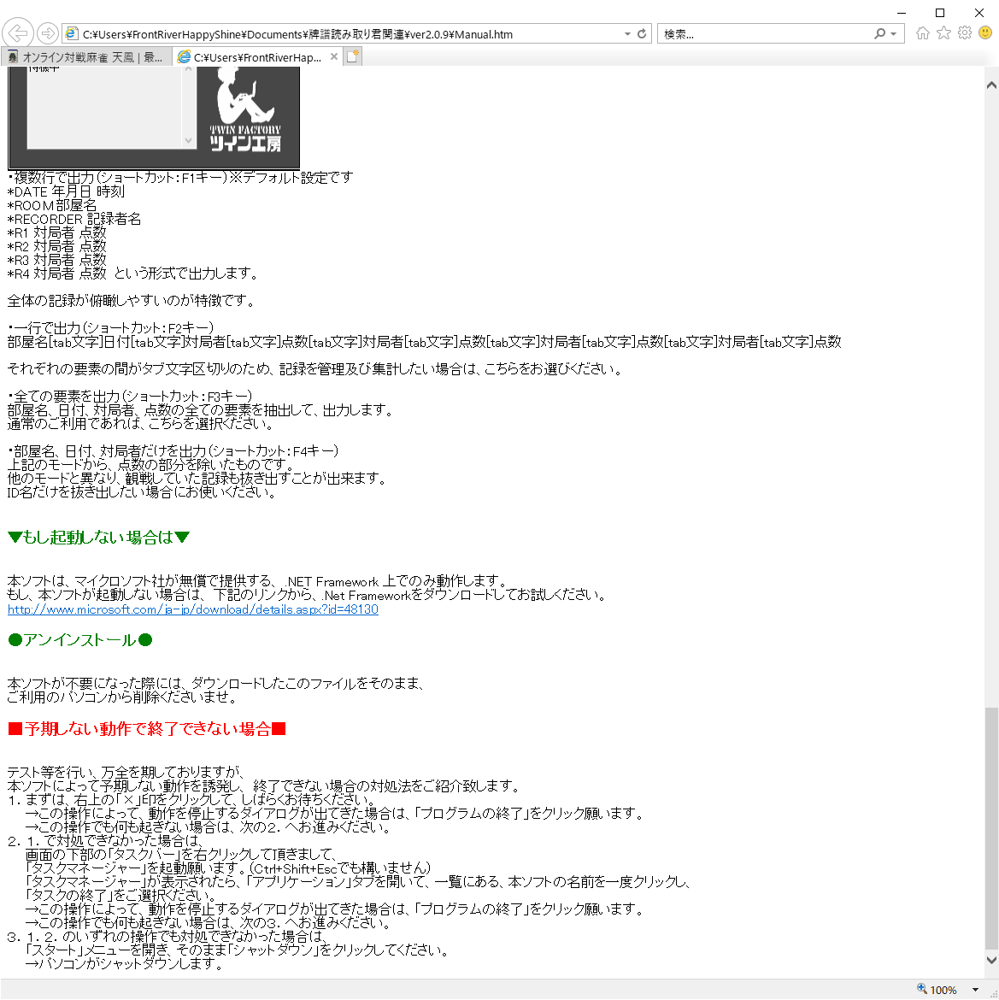 C:¥Users¥FrontRiverHappyShine¥Documents¥牌譜読み取り君関連¥ver2.0.9¥Manual.htm
検索...
オンライン対戦麻雀 天鳳 | 最...
C:¥Users¥FrontRiverHap...
待機中
TWIN FACTORY
ツイン工房
・複数行で出力(ショートカット:F1キー)※デフォルト設定です
*DATE 年月日 時刻
*ROOM部屋名
*RECORDER 記録者名
*R1 対局者 点数
*R2 対局者 点数
*R3 対局者 点数
*R4 対局者 点数 という形式で出力します。
全体の記録が俯瞰しやすいのが特徴です。
・一行で出力(ショートカット:F2キー)
部屋名[tab文字]日付[tab文字]対局者[tab文字]点数[tab文字]対局者[tab文字]点数[tab文字]対局者[tab文字]点数[tab文字]対局者[tab文字]点数
それぞれの要素の間がタブ文字区切りのため、記録を管理及び集計したい場合は、こちらをお選びください。
・全ての要素を出力(ショートカット:F3キー)
部屋名、日付、対局者、点数の全ての要素を抽出して、出力します。
通常のご利用であれば、こちらを選択ください。
・部屋名、日付、対局者だけを出力(ショートカット:F4キー)
上記のモードから、点数の部分を除いたものです。
他のモードと異なり、観戦していた記録も抜き出すことが出来ます。
ID名だけを抜き出したい場合にお使いください。
▼もし起動しない場合は▼
本ソフトは、マイクロソフト社が無償で提供する、 .NET Framework 上でのみ動作します。
もし、本ソフトが起動しない場合は、 下記のリンクから、.Net Frameworkをダウンロードしてお試しください。
http://www.microsoft.com/ja-jp/download/details.aspx?id=48130
●アンインストール●
本ソフトが不要になった際には、ダウンロードしたこのファイルをそのまま、
ご利用のパソコンから削除くださいませ。
■予期しない動作で終了できない場合■
テスト等を行い、万全を期しておりますが、
本ソフトによって予期しない動作を誘発し、 終了できない場合の対処法をご紹介致します。
1. まずは、右上の「×」印をクリックして、しばらくお待ちください。
→この操作によって、動作を停止するダイアログが出てきた場合は、「プログラムの終了」をクリック願います。
→この操作でも何も起きない場合は、次の2. へお進みください。
2. 1. で対処できなかった場合は、
画面の下部の「タスクバー」を右クリックして頂きまして、
「タスクマネージャー」を起動願います。(Ctrl+Shift+Escでも構いません)
「タスクマネージャー」が表示されたら、「アプリケーション」タブを開いて、一覧にある、本ソフトの名前を一度クリックし、
「タスクの終了」をご選択ください。
→この操作によって、動作を停止するダイアログが出てきた場合は、「プログラムの終了」をクリック願います。
→この操作でも何も起きない場合は、次の3. へお進みください。
3. 1. 2. のいずれの操作でも対処できなかった場合は、
「スタート」メニューを開き、そのまま「シャットダウン」をクリックしてください。
→パソコンがシャットダウンします。
100%